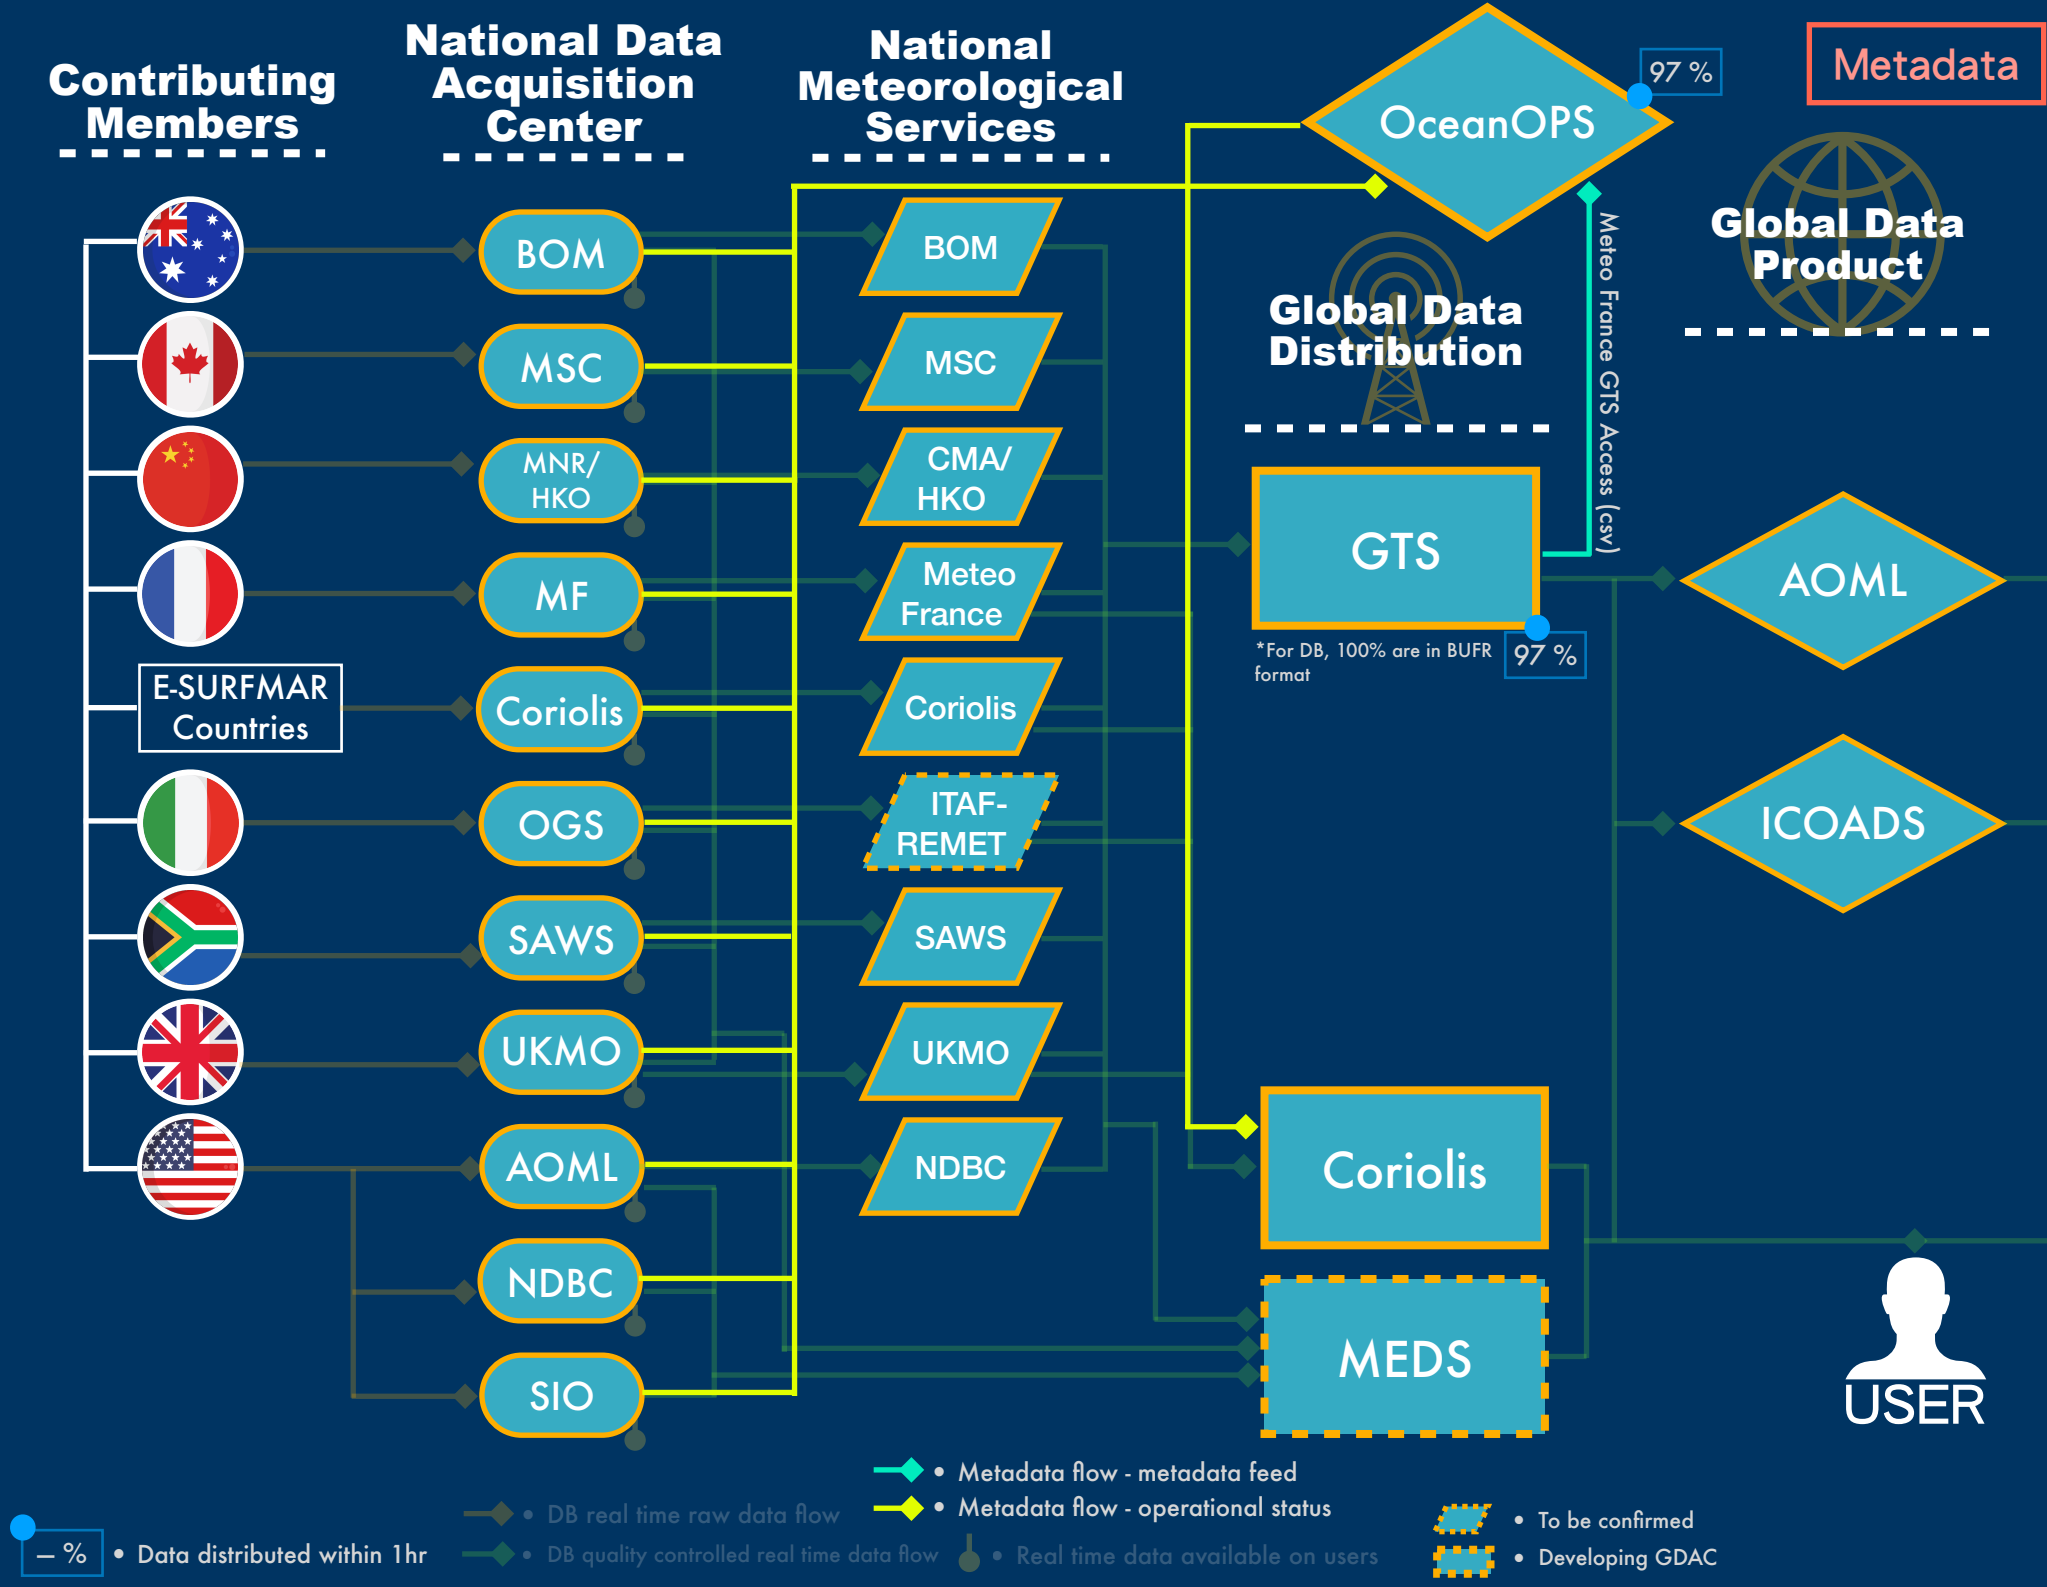 Contributing
Members
National Data
Acquisition
Center
National
Meteorological
Services
OceanOPS
97 %
Metadata
Global Data
Product
Global Data
Distribution
Meteo France GTS Access (csv)
BOM
MSC
MNR/
HKO
MF
E-SURFMAR
Countries
Coriolis
OGS
SAWS
UKMO
AOML
NDBC
SIO
BOM
MSC
CMA/
HKO
Meteo
France
Coriolis
ITAF-
REMET
SAWS
UKMO
NDBC
GTS
*For DB, 100% are in BUFR
format
97 %
AOML
ICOADS
Coriolis
MEDS
USER
– %
• Data distributed within 1hr
• DB real time raw data flow
• DB quality controlled real time data flow
• Metadata flow - metadata feed
• Metadata flow - operational status
• Real time data available on users
• To be confirmed
• Developing GDAC